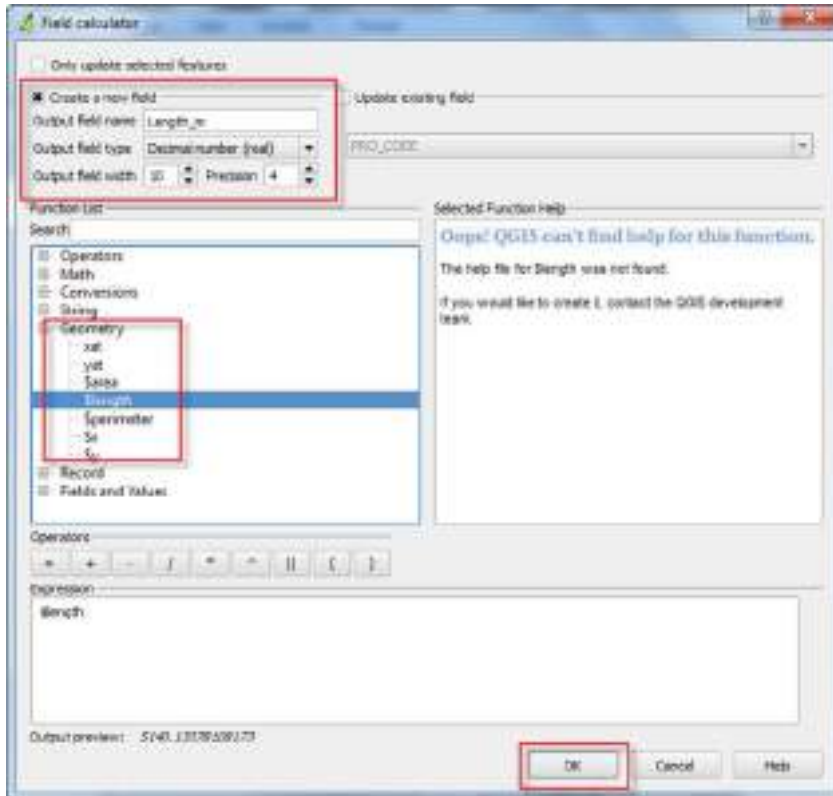 Field calculator
Only update selected features
Create a new field
Update existing field
Output field name Length_m
Output field type Decimal number (real)
PRO_CODE
Output field width 10 Precision 4
Function List
Selected Function Help
Search
Oops! QGIS can't find help for this function.
The help file for $length was not found.
If you would like to create it, contact the QGIS development team.
Operators
Math
Conversions
String
Geometry
xat
yat
$area
$length
$perimeter
$x
$y
Record
Fields and Values
Operators
= + - / * ^ || ( )
Expression
$length
Output preview:
OK Cancel Help